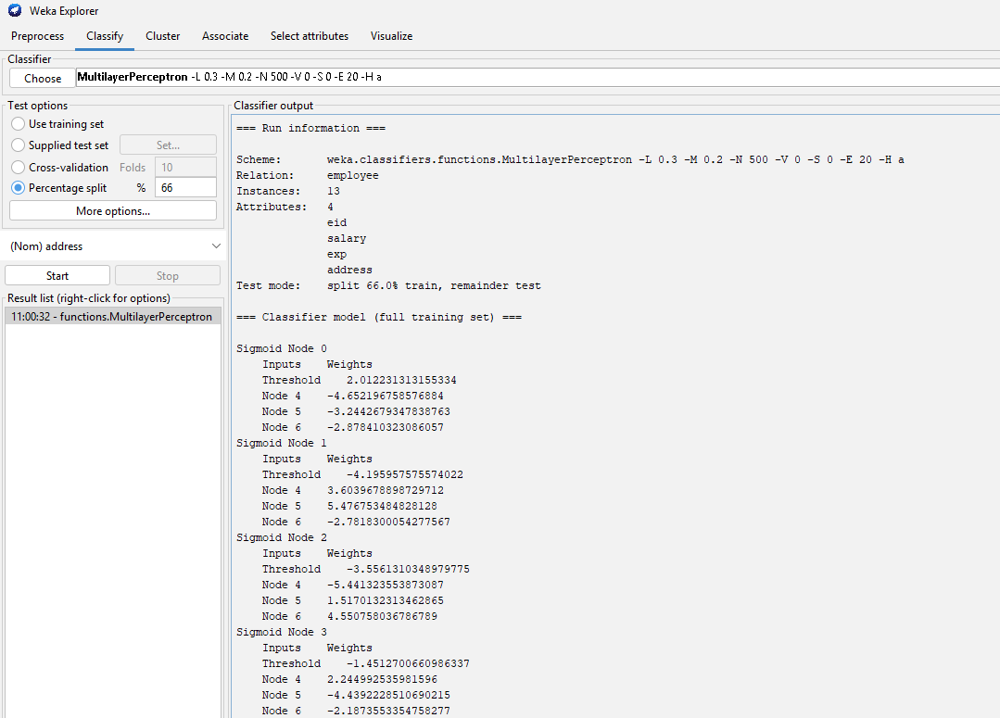 Weka Explorer
Preprocess Classify Cluster Associate Select attributes Visualize
Classifier
Choose MultilayerPerceptron -L 0.3 -M 0.2 -N 500 -V 0 -S 0 -E 20 -H a
Test options
Use training set
Supplied test set Set...
Cross-validation Folds 10
Percentage split % 66
More options...
(Nom) address
Start Stop
Result list (right-click for options)
11:00:32 - functions.MultilayerPerceptron
Classifier output
=== Run information ===
Scheme: weka.classifiers.functions.MultilayerPerceptron -L 0.3 -M 0.2 -N 500 -V 0 -S 0 -E 20 -H a
Relation: employee
Instances: 13
Attributes: 4
eid
salary
exp
address
Test mode: split 66.0% train, remainder test
=== Classifier model (full training set) ===
Sigmoid Node 0
Inputs Weights
Threshold 2.012231313155334
Node 4 -4.652196758576884
Node 5 -3.2442679347838763
Node 6 -2.878410323086057
Sigmoid Node 1
Inputs Weights
Threshold -4.195957575574022
Node 4 3.6039678898729712
Node 5 5.476753484828128
Node 6 -2.7818300054277567
Sigmoid Node 2
Inputs Weights
Threshold -3.5561310348979775
Node 4 -5.441323553873087
Node 5 1.5170132313462865
Node 6 4.550758036786789
Sigmoid Node 3
Inputs Weights
Threshold -1.4512700660986337
Node 4 2.244992535981596
Node 5 -4.4392228510690215
Node 6 -2.1873553354758277